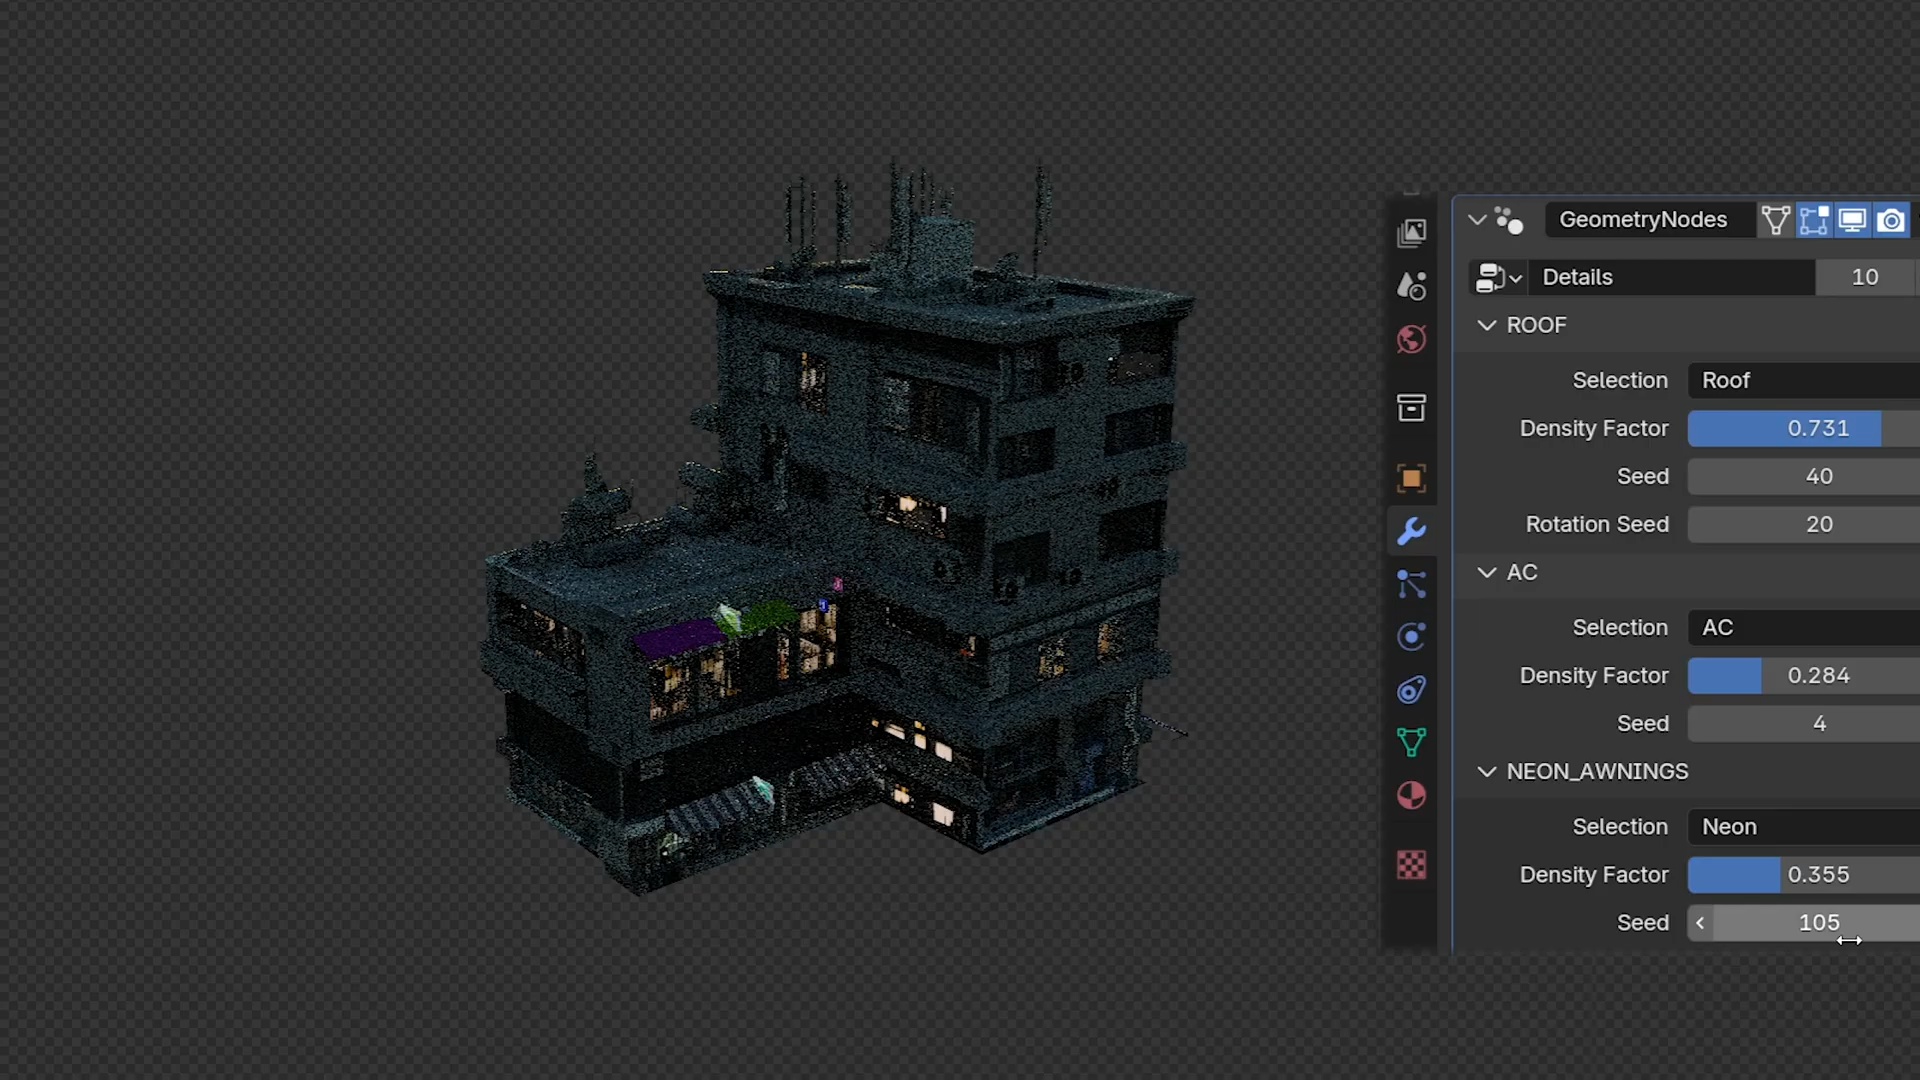 GeometryNodes
Details 10
ROOF
Selection Roof
Density Factor 0.731
Seed 40
Rotation Seed 20
AC
Selection AC
Density Factor 0.284
Seed 4
NEON_AWNINGS
Selection Neon
Density Factor 0.355
Seed 105